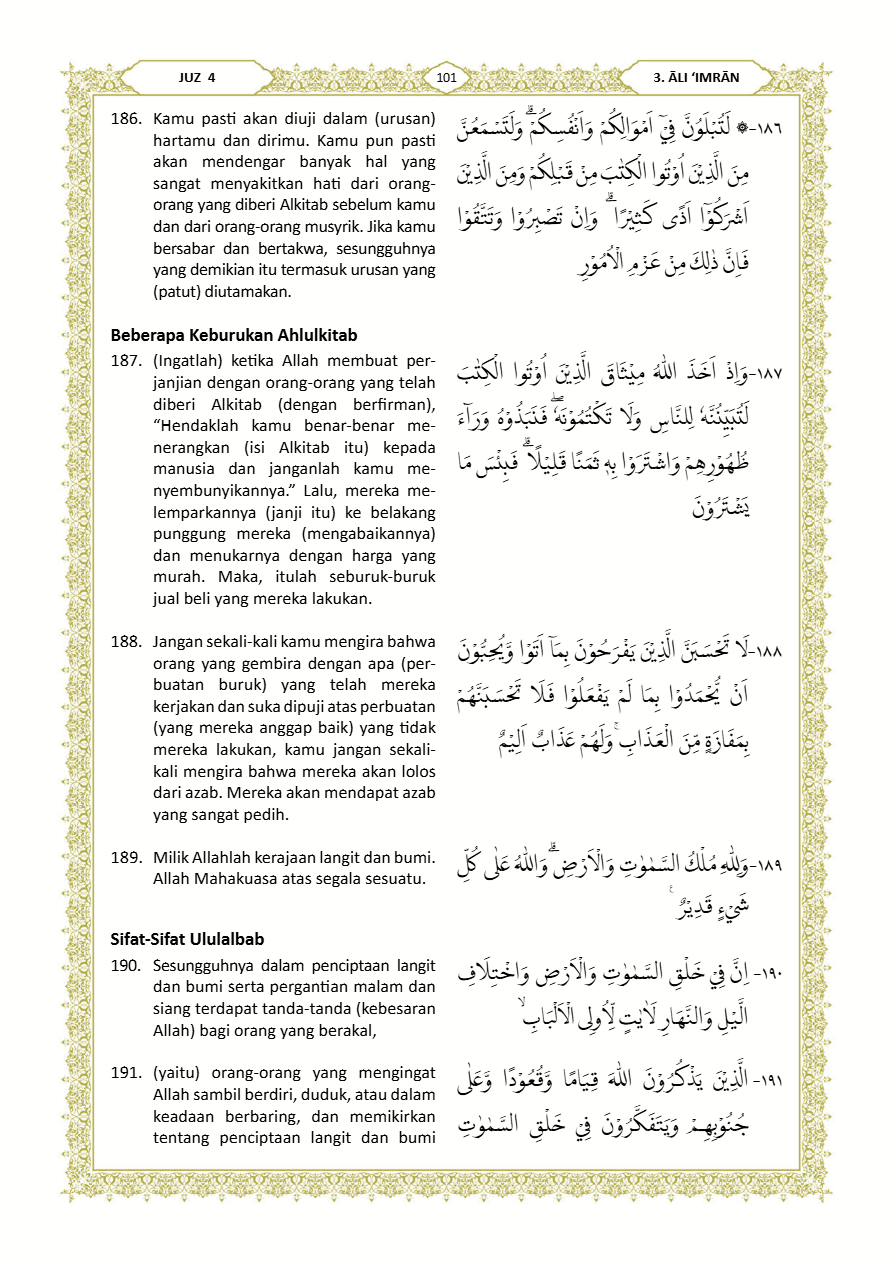 JUZ 4
101
3. ĀLI ‘IMRĀN
186. Kamu pasti akan diuji dalam (urusan)
hartamu dan dirimu. Kamu pun pasti
akan mendengar banyak hal yang
sangat menyakitkan hati dari orang-
orang yang diberi Alkitab sebelum kamu
dan dari orang-orang musyrik. Jika kamu
bersabar dan bertakwa, sesungguhnya
yang demikian itu termasuk urusan yang
(patut) diutamakan.
١٨٦- ۞ لَتُبْلَوُنَّ فِيْٓ اَمْوَالِكُمْ وَاَنْفُسِكُمْۗ وَلَتَسْمَعُنَّ
مِنَ الَّذِيْنَ اُوْتُوا الْكِتٰبَ مِنْ قَبْلِكُمْ وَمِنَ الَّذِيْنَ
اَشْرَكُوْٓا اَذًى كَثِيْرًاۗ وَاِنْ تَصْبِرُوْا وَتَتَّقُوْا
فَاِنَّ ذٰلِكَ مِنْ عَزْمِ الْاُمُوْرِ
Beberapa Keburukan Ahlulkitab
187. (Ingatlah) ketika Allah membuat per-
janjian dengan orang-orang yang telah
diberi Alkitab (dengan berfirman),
“Hendaklah kamu benar-benar me-
nerangkan (isi Alkitab itu) kepada
manusia dan janganlah kamu me-
nyembunyikannya.” Lalu, mereka me-
lemparkannya (janji itu) ke belakang
punggung mereka (mengabaikannya)
dan menukarnya dengan harga yang
murah. Maka, itulah seburuk-buruk
jual beli yang mereka lakukan.
١٨٧- وَاِذْ اَخَذَ اللّٰهُ مِيْثَاقَ الَّذِيْنَ اُوْتُوا الْكِتٰبَ
لَتُبَيِّنُنَّهٗ لِلنَّاسِ وَلَا تَكْتُمُوْنَهٗۖ فَنَبَذُوْهُ وَرَاۤءَ
ظُهُوْرِهِمْ وَاشْتَرَوْا بِهٖ ثَمَنًا قَلِيْلًاۗ فَبِئْسَ مَا
يَشْتَرُوْنَ
188. Jangan sekali-kali kamu mengira bahwa
orang yang gembira dengan apa (per-
buatan buruk) yang telah mereka
kerjakan dan suka dipuji atas perbuatan
(yang mereka anggap baik) yang tidak
mereka lakukan, kamu jangan sekali-
kali mengira bahwa mereka akan lolos
dari azab. Mereka akan mendapat azab
yang sangat pedih.
١٨٨- لَا تَحْسَبَنَّ الَّذِيْنَ يَفْرَحُوْنَ بِمَآ اَتَوْا وَّيُحِبُّوْنَ
اَنْ يُّحْمَدُوْا بِمَا لَمْ يَفْعَلُوْا فَلَا تَحْسَبَنَّهُمْ
بِمَفَازَةٍ مِّنَ الْعَذَابِۚ وَلَهُمْ عَذَابٌ اَلِيْمٌ
189. Milik Allahlah kerajaan langit dan bumi.
Allah Mahakuasa atas segala sesuatu.
١٨٩- وَلِلّٰهِ مُلْكُ السَّمٰوٰتِ وَالْاَرْضِۗ وَاللّٰهُ عَلٰى كُلِّ
شَيْءٍ قَدِيْرٌ ࣖ
Sifat-Sifat Ululalbab
190. Sesungguhnya dalam penciptaan langit
dan bumi serta pergantian malam dan
siang terdapat tanda-tanda (kebesaran
Allah) bagi orang yang berakal,
١٩٠- اِنَّ فِيْ خَلْقِ السَّمٰوٰتِ وَالْاَرْضِ وَاخْتِلَافِ
الَّيْلِ وَالنَّهَارِ لَاٰيٰتٍ لِّاُولِى الْاَلْبَابِۙ
191. (yaitu) orang-orang yang mengingat
Allah sambil berdiri, duduk, atau dalam
keadaan berbaring, dan memikirkan
tentang penciptaan langit dan bumi
١٩١- الَّذِيْنَ يَذْكُرُوْنَ اللّٰهَ قِيَامًا وَّقُعُوْدًا وَّعَلٰى
جُنُوْبِهِمْ وَيَتَفَكَّرُوْنَ فِيْ خَلْقِ السَّمٰوٰتِ